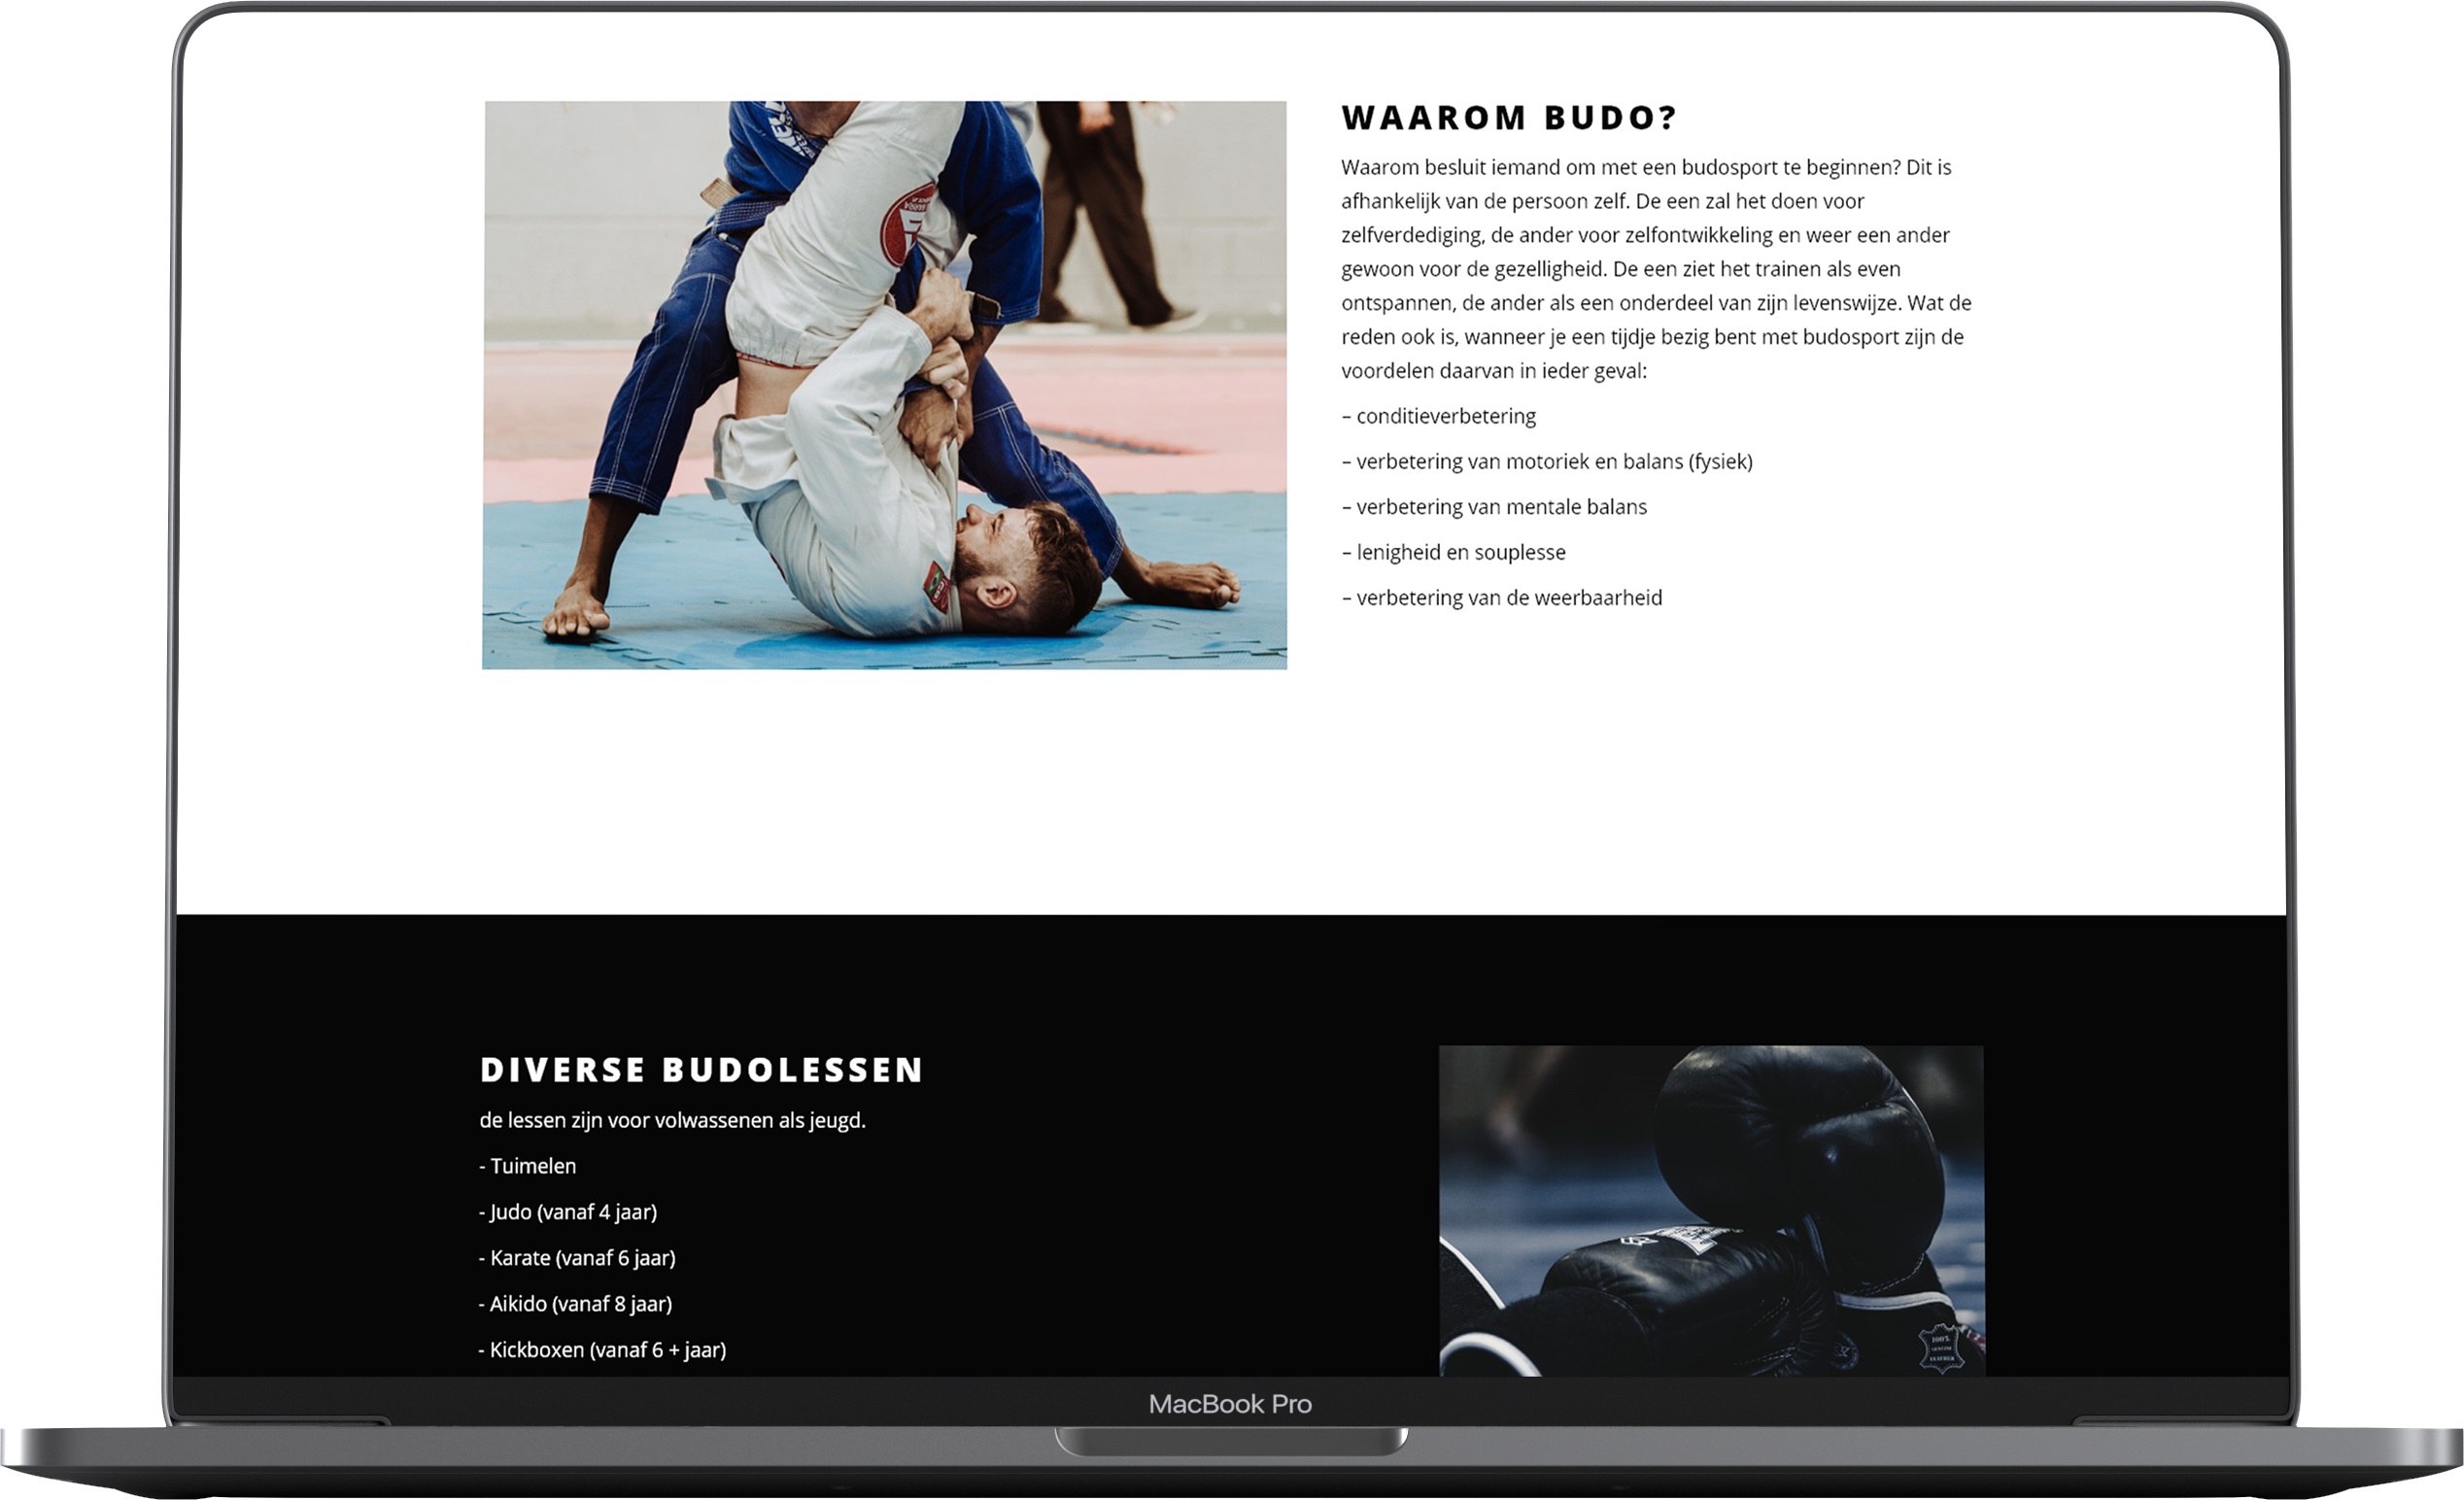 WAAROM BUDO?
Waarom besluit iemand om met een budosport te beginnen? Dit is
afhankelijk van de persoon zelf. De een zal het doen voor
zelfverdediging, de ander voor zelfontwikkeling en weer een ander
gewoon voor de gezelligheid. De een ziet het trainen als even
ontspannen, de ander als een onderdeel van zijn levenswijze. Wat de
reden ook is, wanneer je een tijdje bezig bent met budosport zijn de
voordelen daarvan in ieder geval:
– conditieverbetering
– verbetering van motoriek en balans (fysiek)
– verbetering van mentale balans
– lenigheid en souplesse
– verbetering van de weerbaarheid
DIVERSE BUDOLESSEN
de lessen zijn voor volwassenen als jeugd.
- Tuimelen
- Judo (vanaf 4 jaar)
- Karate (vanaf 6 jaar)
- Aikido (vanaf 8 jaar)
- Kickboxen (vanaf 6 + jaar)
100%
GENUINE
LEATHER
MacBook Pro